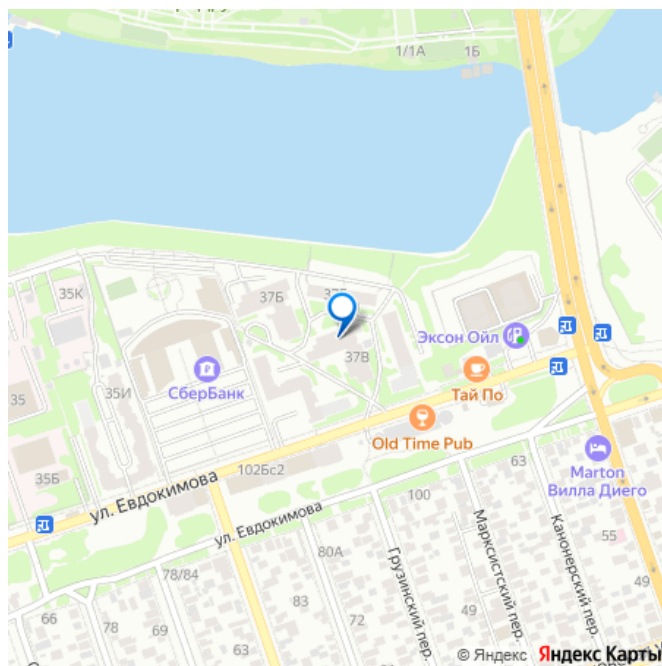 1/1А
1Б
35К
37Б
37В
Эксон Ойл
СберБанк
Тай По
35И
35
Old Time Pub
35Б
102Бс2
63
Marton
Вилла Диего
ул. Евдокимова
100
ул. Евдокимова
55
80А
78/84
Грузинский пер.
Марксистский пер.
Канонерский пер.
83
66
72
49
78
69
63
49
© Яндекс Яндекс Карты